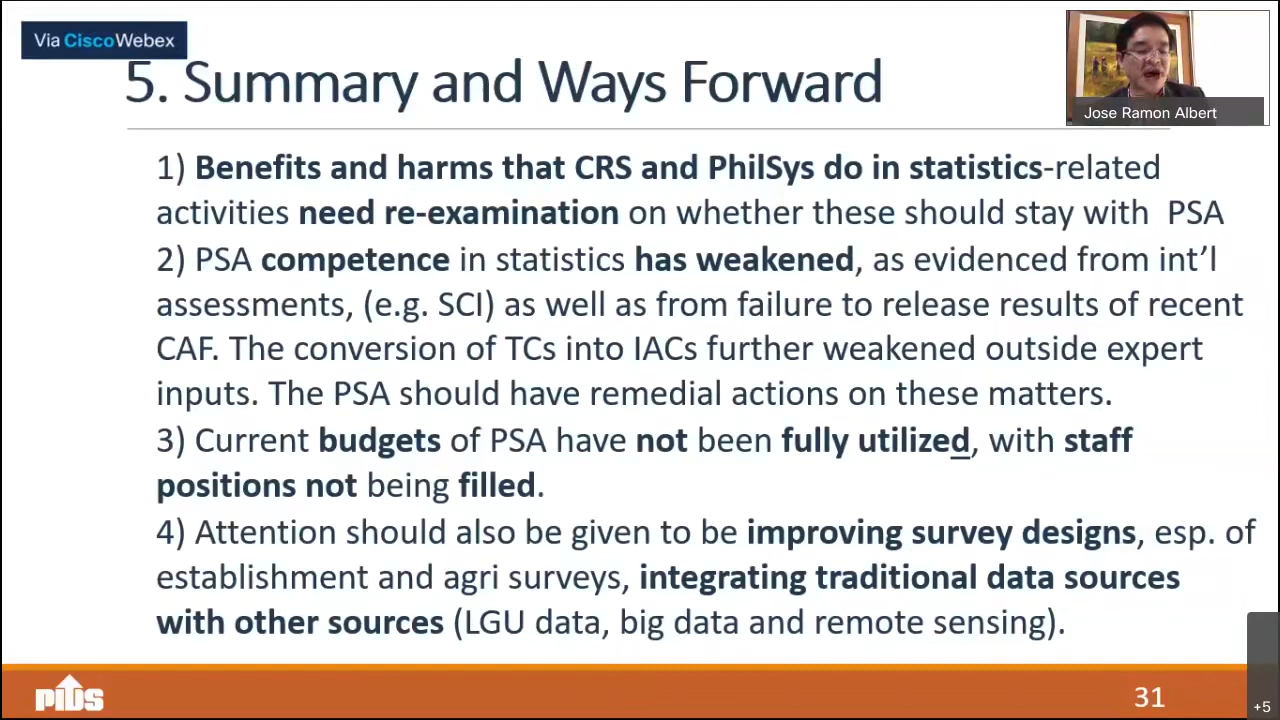 Via CiscoWebex
Jose Ramon Albert
5. Summary and Ways Forward
1) Benefits and harms that CRS and PhilSys do in statistics-related
activities need re-examination on whether these should stay with PSA
2) PSA competence in statistics has weakened, as evidenced from int'l
assessments, (e.g. SCI) as well as from failure to release results of recent
CAF. The conversion of TCs into IACs further weakened outside expert
inputs. The PSA should have remedial actions on these matters.
3) Current budgets of PSA have not been fully utilized, with staff
positions not being filled.
4) Attention should also be given to be improving survey designs, esp. of
establishment and agri surveys, integrating traditional data sources
with other sources (LGU data, big data and remote sensing).
pids
31
+5